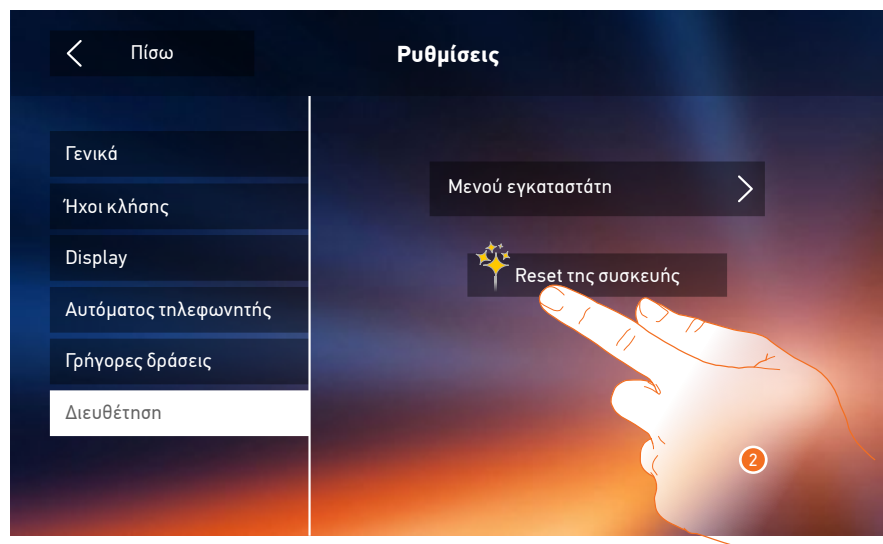 Πίσω
Ρυθμίσεις
Γενικά
Ήχοι κλήσης
Display
Αυτόματος τηλεφωνητής
Γρήγορες δράσεις
Διευθέτηση
Μενού εγκαταστάτη
Reset της συσκευής
2